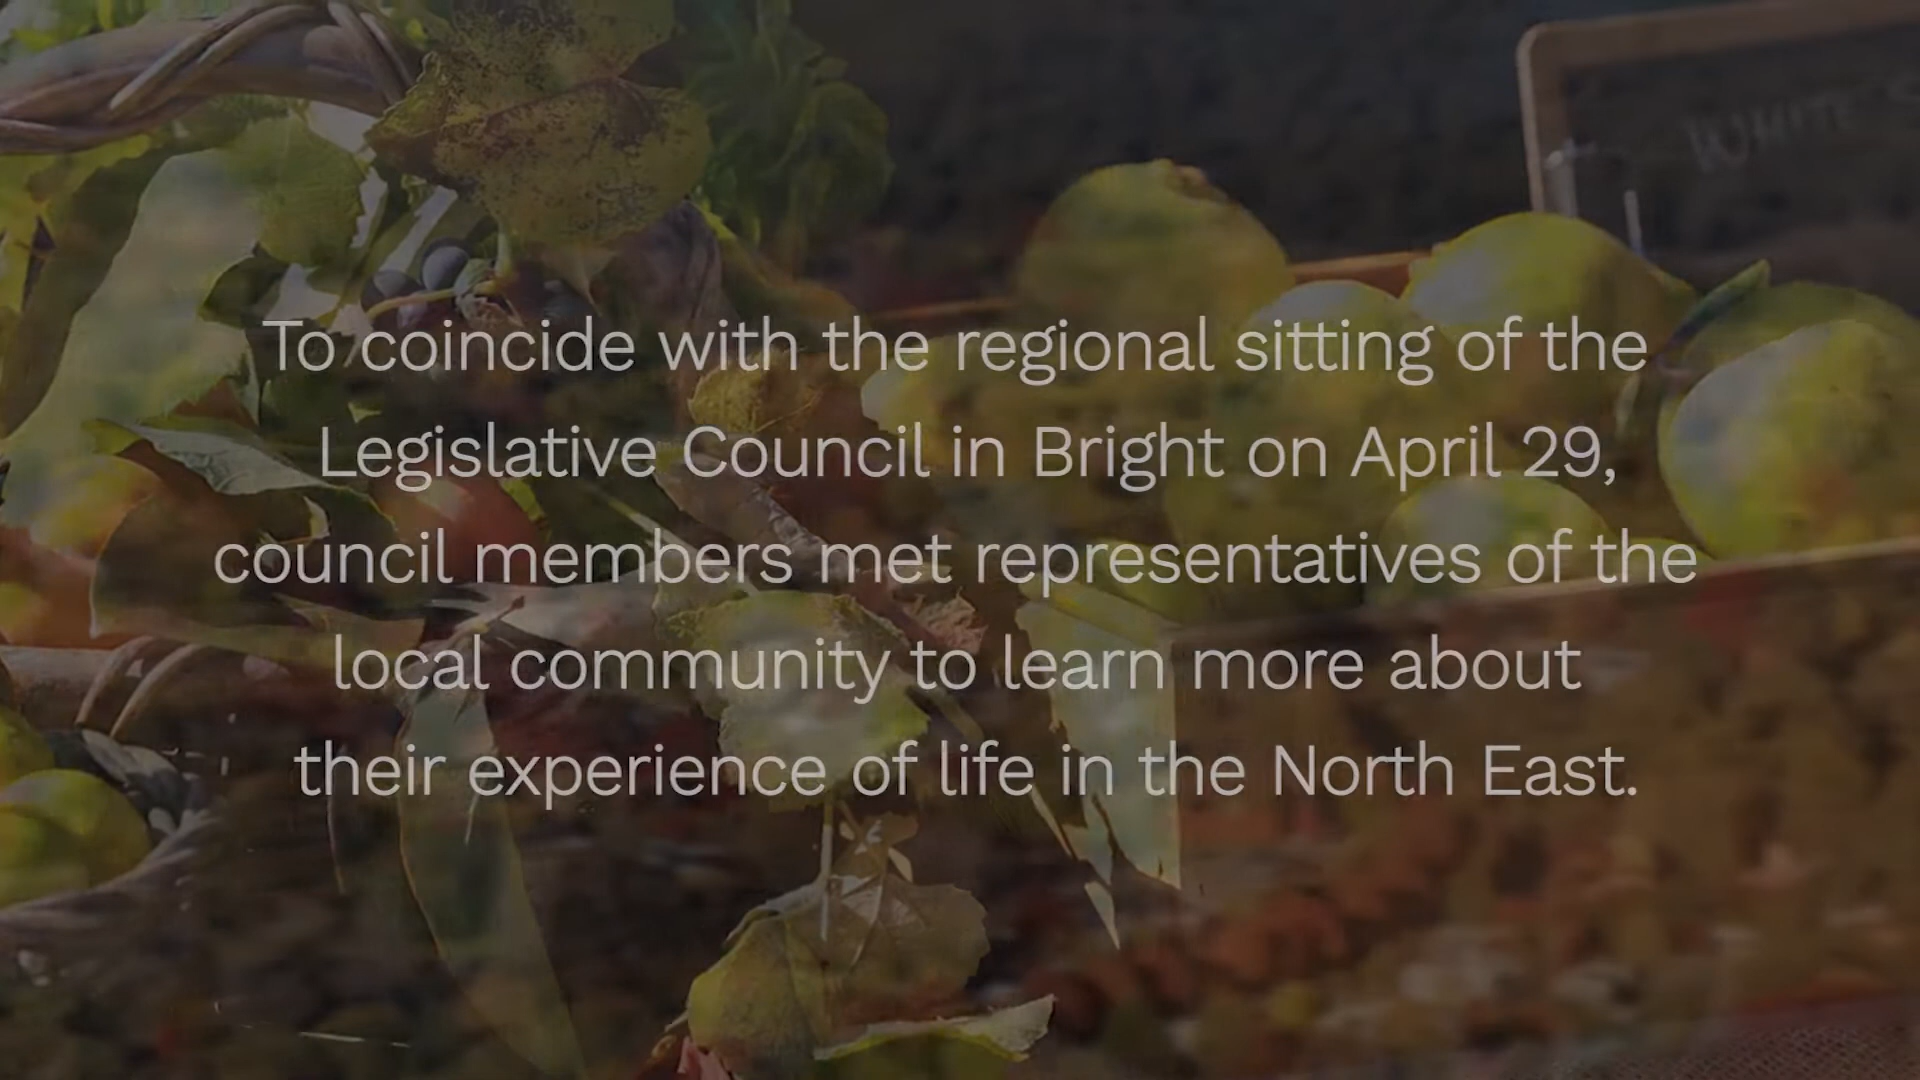 WHITE
To coincide with the regional sitting of the
Legislative Council in Bright on April 29,
council members met representatives of the
local community to learn more about
their experience of life in the North East.